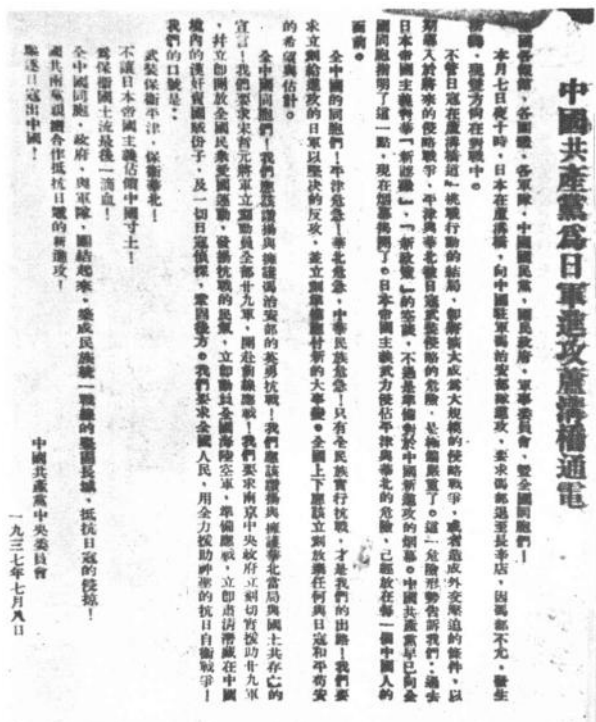 中國共產黨爲日軍進攻蘆溝橋通電
全國各報館、各團體、各軍隊、中國國民黨、國民政府、軍事委員會、暨全國同胞們！
本月七日夜十時，日本在蘆溝橋，向中國駐軍馮治安部隊進攻，要求馮部退至長辛店，因馮部不允，發生
衝突，現雙方尚在對戰中。
不管日寇在蘆溝橋這一挑戰行動的結局，即將擴大成爲大規模的侵略戰爭，或者造成外交壓迫的條件，以
期導入於將來的侵略戰爭，平津與華北被日寇武裝侵略的危險，是極端嚴重了。這一危險形勢告訴我們：過去
日本帝國主義對華「新認識」，「新政策」的空談，不過是準備對於中國新進攻的烟幕。中國共產黨早已向全
國同胞指明了這一點，現在烟幕揭開了。日本帝國主義武力侵佔平津與華北的危險，已經放在每一個中國人的
面前。
全中國的同胞們！平津危急！華北危急，中華民族危急！只有全民族實行抗戰，才是我們的出路！我們要
求立刻給進攻的日軍以堅決的反攻，並立刻準備應付新的大事變。全國上下應該立刻放棄任何與日寇和平苟安
的希望與估計。
全中國同胞們！我們應該讚揚與擁護馮治安部的英勇抗戰！我們應該讚揚與擁護華北當局與國土共存亡的
宣言！我們要求宋哲元將軍立刻動員全部廿九軍，開赴前線應戰！我們要求南京中央政府立刻切實援助廿九軍
，幷立即開放全國民衆愛國運動，發揚抗戰的民氣，立即動員全國海陸空軍，準備應戰，立即肅清潛藏在中國
境內的漢奸賣國賊份子，及一切日寇偵探，鞏固後方。我們要求全國人民，用全力援助神聖的抗日自衛戰爭！
我們的口號是：
武裝保衛平津，保衛華北！
不讓日本帝國主義佔領中國寸土！
爲保衛國土流最後一滴血！
全中國同胞，政府，與軍隊，團結起來，築成民族統一戰線的堅固長城，抵抗日寇的侵掠！
國共兩黨親密合作抵抗日寇的新進攻！
驅逐日寇出中國！
中國共產黨中央委員會
一九三七年七月八日